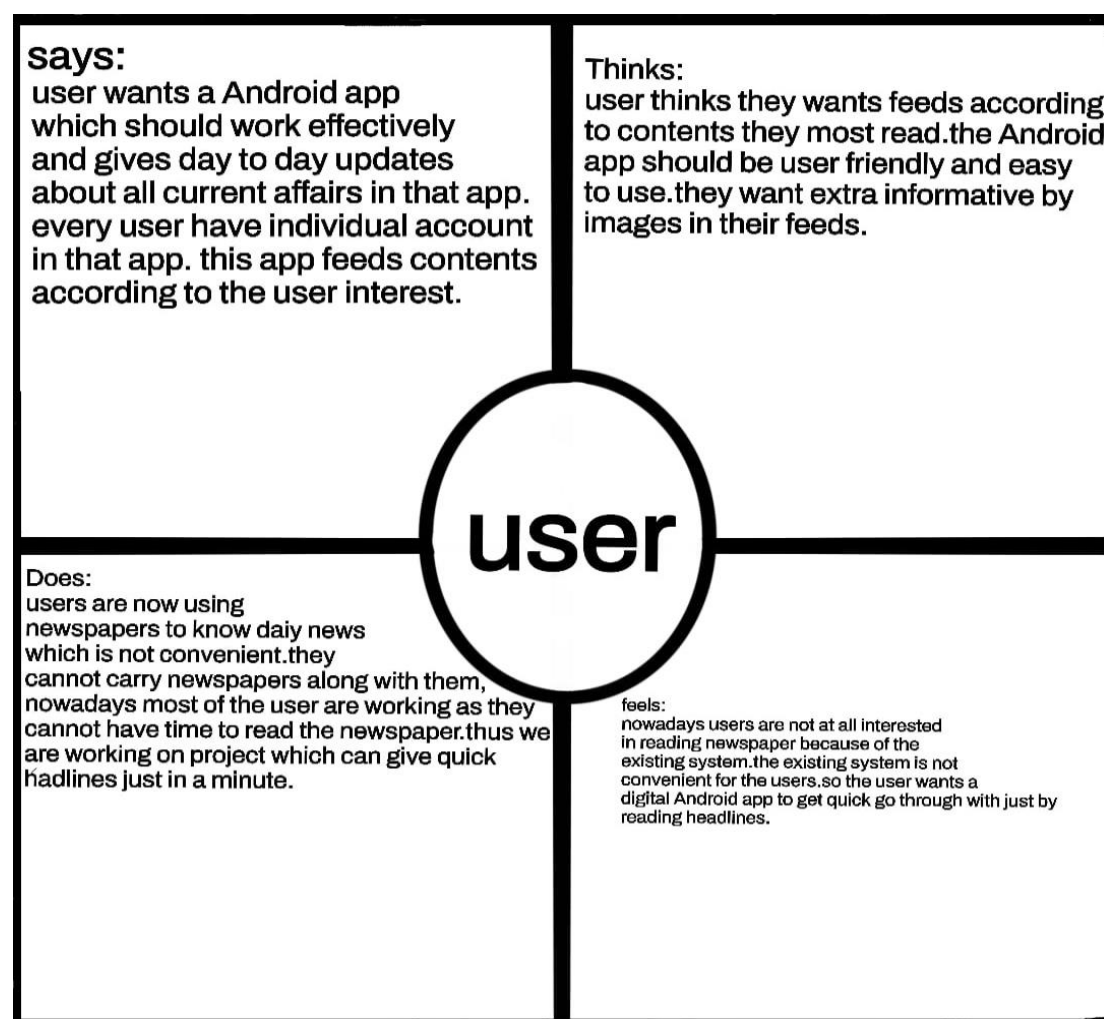 says:
user wants a Android app
which should work effectively
and gives day to day updates
about all current affairs in that app.
every user have individual account
in that app. this app feeds contents
according to the user interest.
Thinks:
user thinks they wants feeds according
to contents they most read.the Android
app should be user friendly and easy
to use.they want extra informative by
images in their feeds.
user
Does:
users are now using
newspapers to know daiy news
which is not convenient.they
cannot carry newspapers along with them,
nowadays most of the user are working as they
cannot have time to read the newspaper.thus we
are working on project which can give quick
hadlines just in a minute.
feels:
nowadays users are not at all interested
in reading newspaper because of the
existing system.the existing system is not
convenient for the users.so the user wants a
digital Android app to get quick go through with just by
reading headlines.